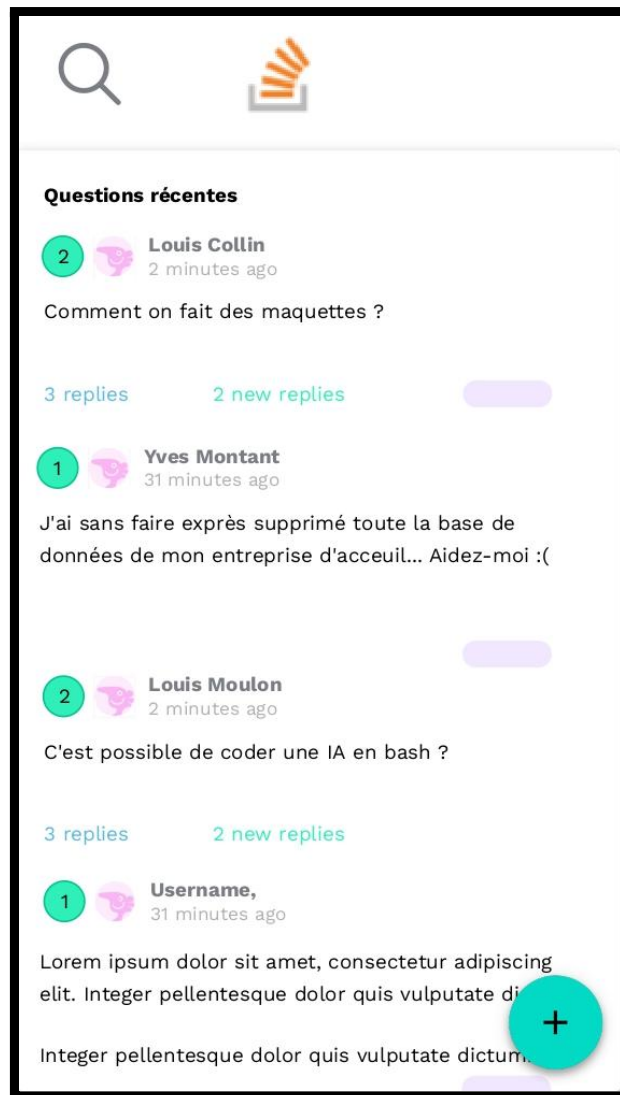 Questions récentes
2
Louis Collin
2 minutes ago
Comment on fait des maquettes ?
3 replies
2 new replies
1
Yves Montant
31 minutes ago
J'ai sans faire exprès supprimé toute la base de
données de mon entreprise d'acceuil... Aidez-moi :(
2
Louis Moulon
2 minutes ago
C'est possible de coder une IA en bash ?
3 replies
2 new replies
1
Username,
31 minutes ago
Lorem ipsum dolor sit amet, consectetur adipiscing
elit. Integer pellentesque dolor quis vulputate
Integer pellentesque dolor quis vulputate dictum
+